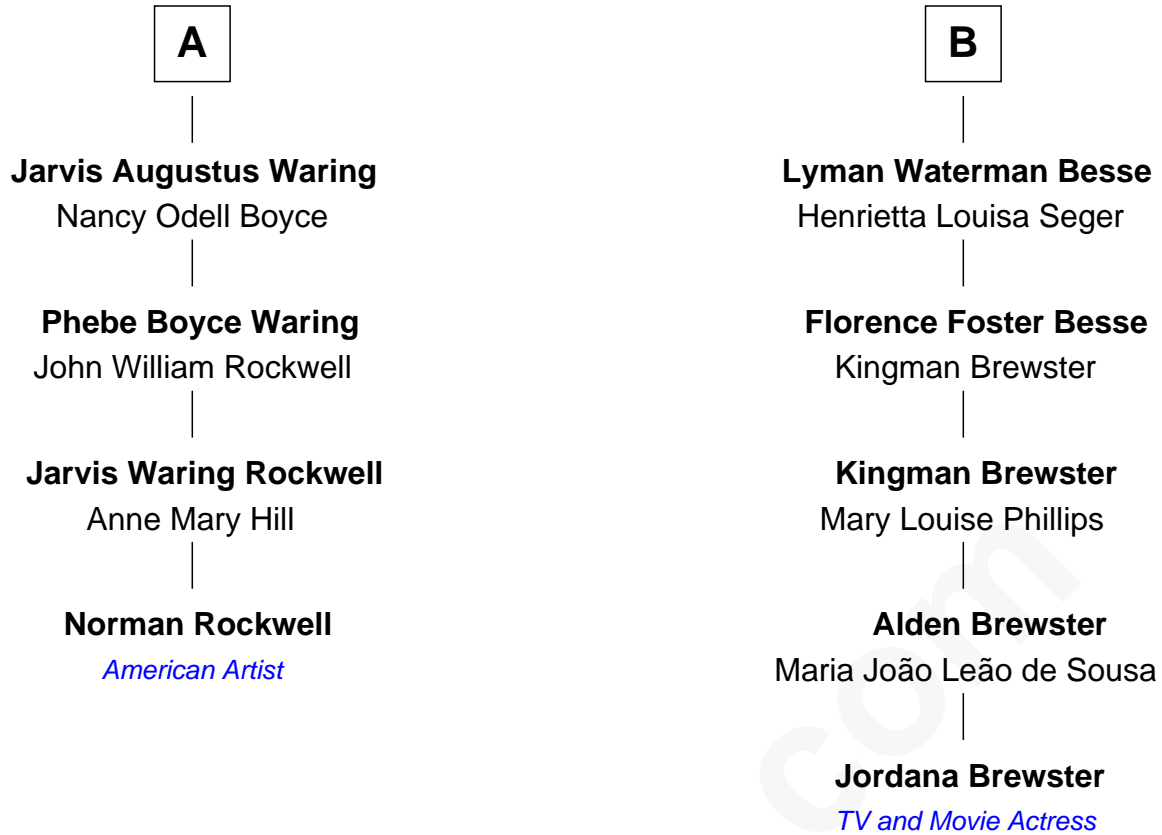 A
Jarvis Augustus Waring
Nancy Odell Boyce
Phebe Boyce Waring
John William Rockwell
Jarvis Waring Rockwell
Anne Mary Hill
Norman Rockwell
American Artist
B
Lyman Waterman Besse
Henrietta Louisa Seger
Florence Foster Besse
Kingman Brewster
Kingman Brewster
Mary Louise Phillips
Alden Brewster
Maria João Leão de Sousa
Jordana Brewster
TV and Movie Actress
com